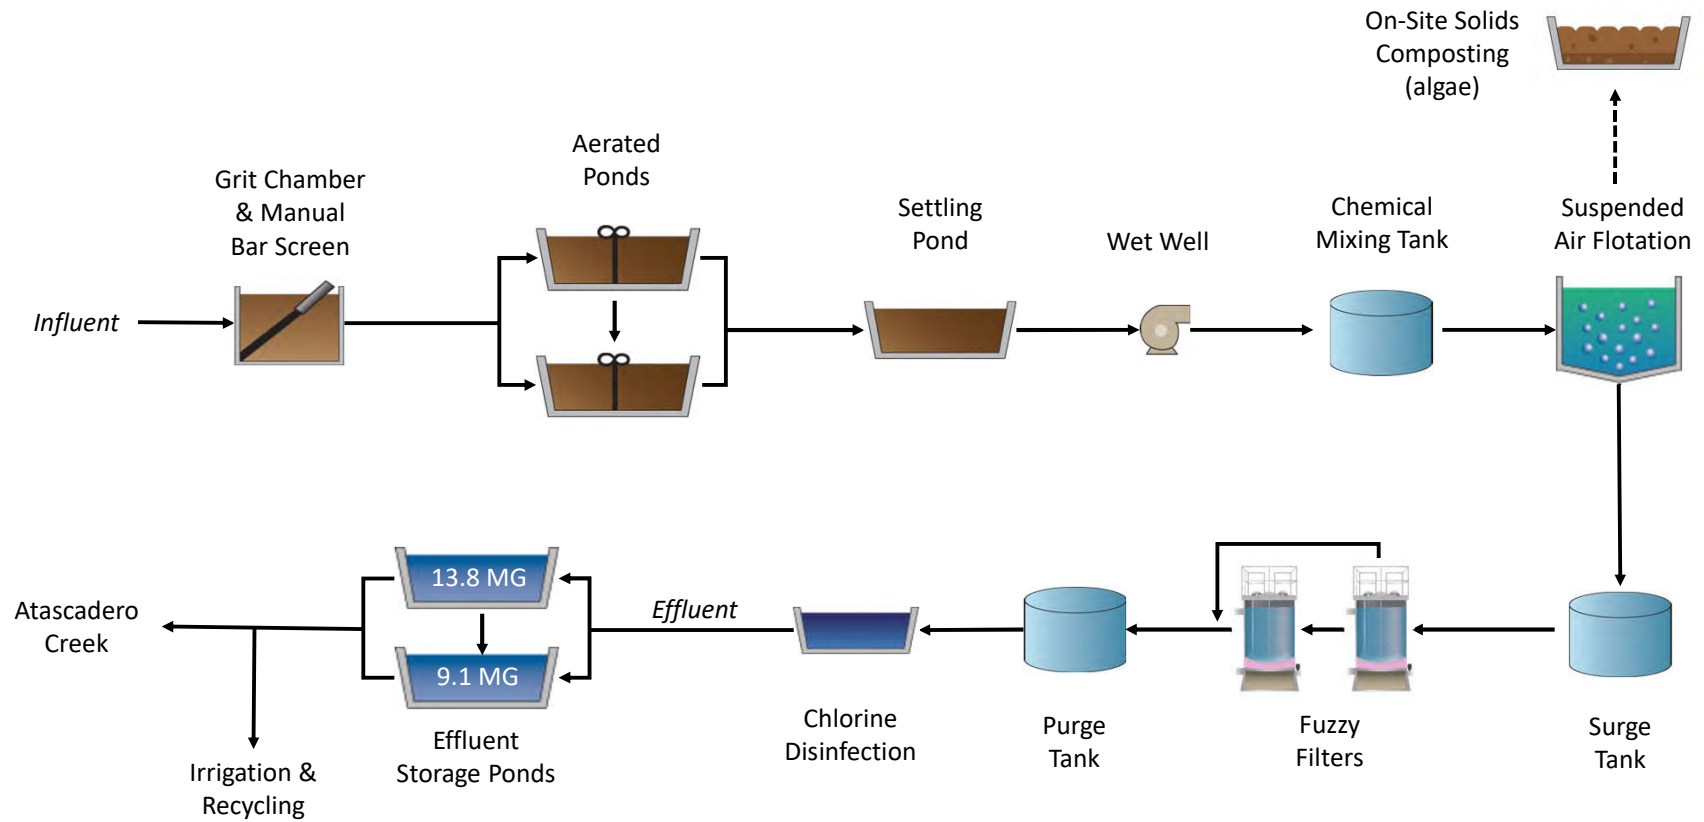 On-Site Solids
Composting
(algae)
Aerated
Ponds
Grit Chamber
& Manual
Bar Screen
Settling
Pond
Wet Well
Chemical
Mixing Tank
Suspended
Air Flotation
Influent
13.8 MG
9.1 MG
Atascadero
Creek
Effluent
Irrigation &
Recycling
Effluent
Storage Ponds
Chlorine
Disinfection
Purge
Tank
Fuzzy
Filters
Surge
Tank